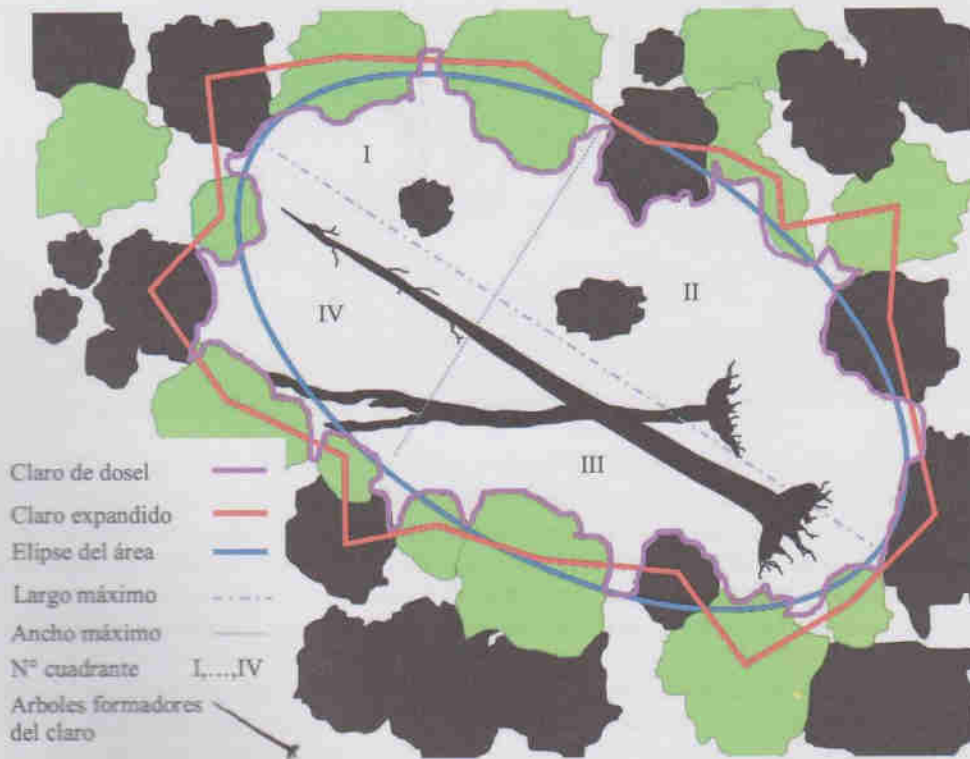 I
II
IV
III
Claro de dosel
Claro expandido
Elipse del área
Largo máximo
Ancho máximo
N° cuadrante I,....,IV
Arboles formadores
del claro